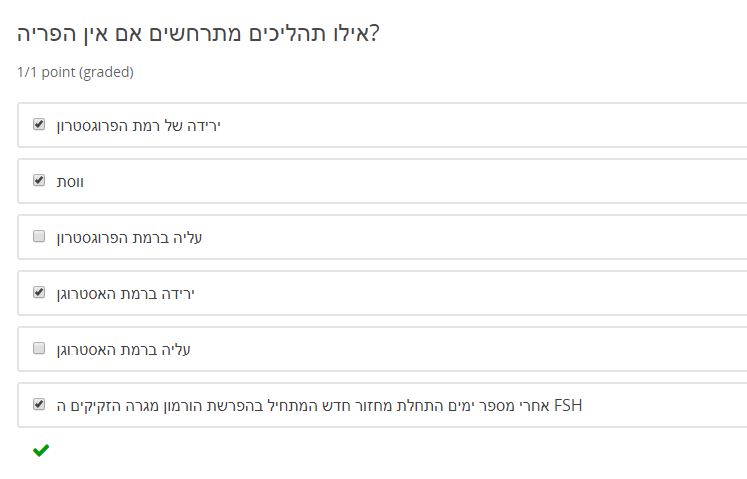 אילו תהליכים מתרחשים אם אין הפריה?
1/1 point (graded)
ירידה של רמת הפרוגסטרון
ווסת
עליה ברמת הפרוגסטרון
ירידה ברמת האסטרוגן
עליה ברמת האסטרוגן
אחרי מספר ימים התחלת מחזור חדש המתחיל בהפרשת הורמון מגרה הזקיקים ה FSH